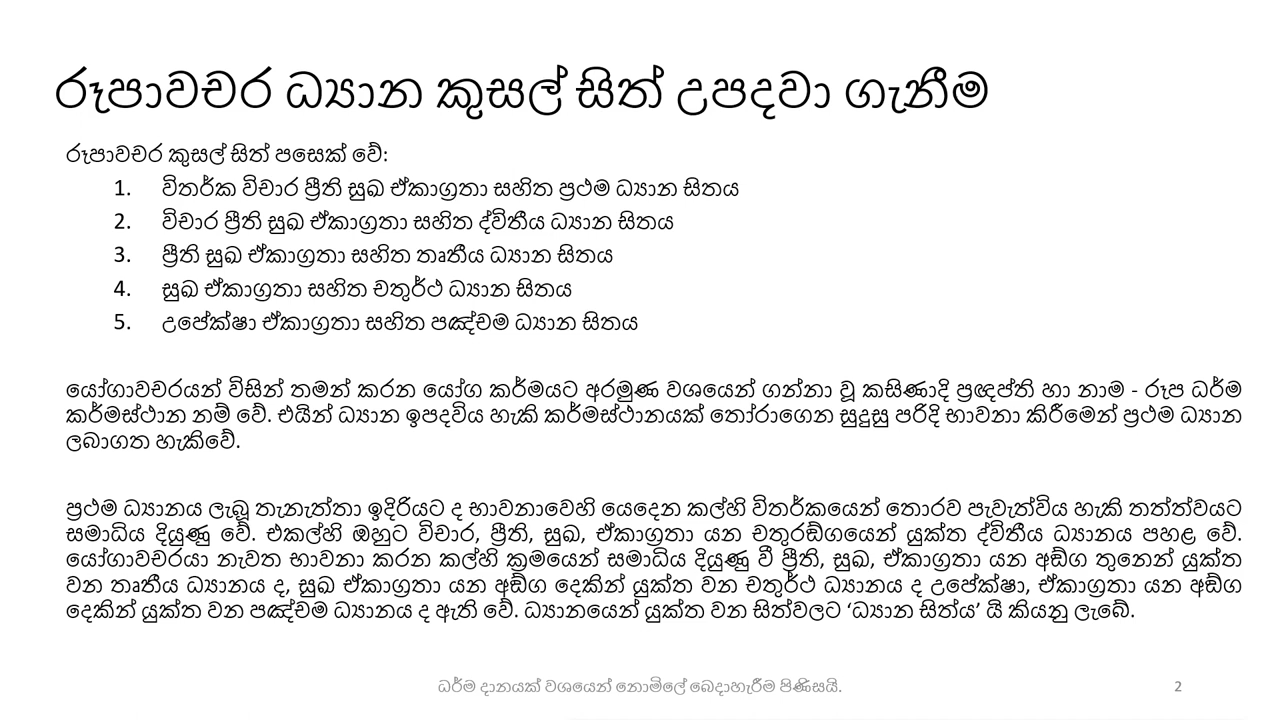 රූපාවචර ධ්‍යාන කුසල් සිත් උපදවා ගැනීම
රූපාවචර කුසල් සිත් පසෙක් වේ:
1. විතර්ක විචාර ප්‍රීති සුඛ ඒකාග්‍රතා සහිත ප්‍රථම ධ්‍යාන සිතය
2. විචාර ප්‍රීති සුඛ ඒකාග්‍රතා සහිත ද්විතීය ධ්‍යාන සිතය
3. ප්‍රීති සුඛ ඒකාග්‍රතා සහිත තෘතීය ධ්‍යාන සිතය
4. සුඛ ඒකාග්‍රතා සහිත චතුර්ථ ධ්‍යාන සිතය
5. උපේක්ෂා ඒකාග්‍රතා සහිත පඤ්චම ධ්‍යාන සිතය
යෝගාවචරයන් විසින් තමන් කරන යෝග කර්මයට අරමුණ වශයෙන් ගන්නා වූ කසිණාදි ප්‍රඥප්ති හා නාම - රූප ධර්ම
කර්මස්ථාන නම් වේ. එයින් ධ්‍යාන ඉපදවිය හැකි කර්මස්ථානයක් තෝරාගෙන සුදුසු පරිදි භාවනා කිරීමෙන් ප්‍රථම ධ්‍යාන
ලබාගත හැකිවේ.
ප්‍රථම ධ්‍යානය ලැබූ තැනැත්තා ඉදිරියට ද භාවනාවෙහි යෙදෙන කල්හි විතර්කයෙන් තොරව පැවැත්විය හැකි තත්ත්වයට
සමාධිය දියුණු වේ. එකල්හි ඔහුට විචාර, ප්‍රීති, සුඛ, ඒකාග්‍රතා යන චතුරඞ්ගයෙන් යුක්ත ද්විතීය ධ්‍යානය පහළ වේ.
යෝගාවචරයා නැවත භාවනා කරන කල්හි ක්‍රමයෙන් සමාධිය දියුණු වී ප්‍රීති, සුඛ, ඒකාග්‍රතා යන අඞ්ග තුනෙන් යුක්ත
වන තෘතීය ධ්‍යානය ද, සුඛ ඒකාග්‍රතා යන අඞ්ග දෙකින් යුක්ත වන චතුර්ථ ධ්‍යානය ද උපේක්ෂා, ඒකාග්‍රතා යන අඞ්ග
දෙකින් යුක්ත වන පඤ්චම ධ්‍යානය ද ඇති වේ. ධ්‍යානයෙන් යුක්ත වන සිත්වලට ‘ධ්‍යාන සිත්ය’ යි කියනු ලැබේ.
ධර්ම දානයක් වශයෙන් නොමිලේ බෙදාහැරීම පිණිසයි.
2